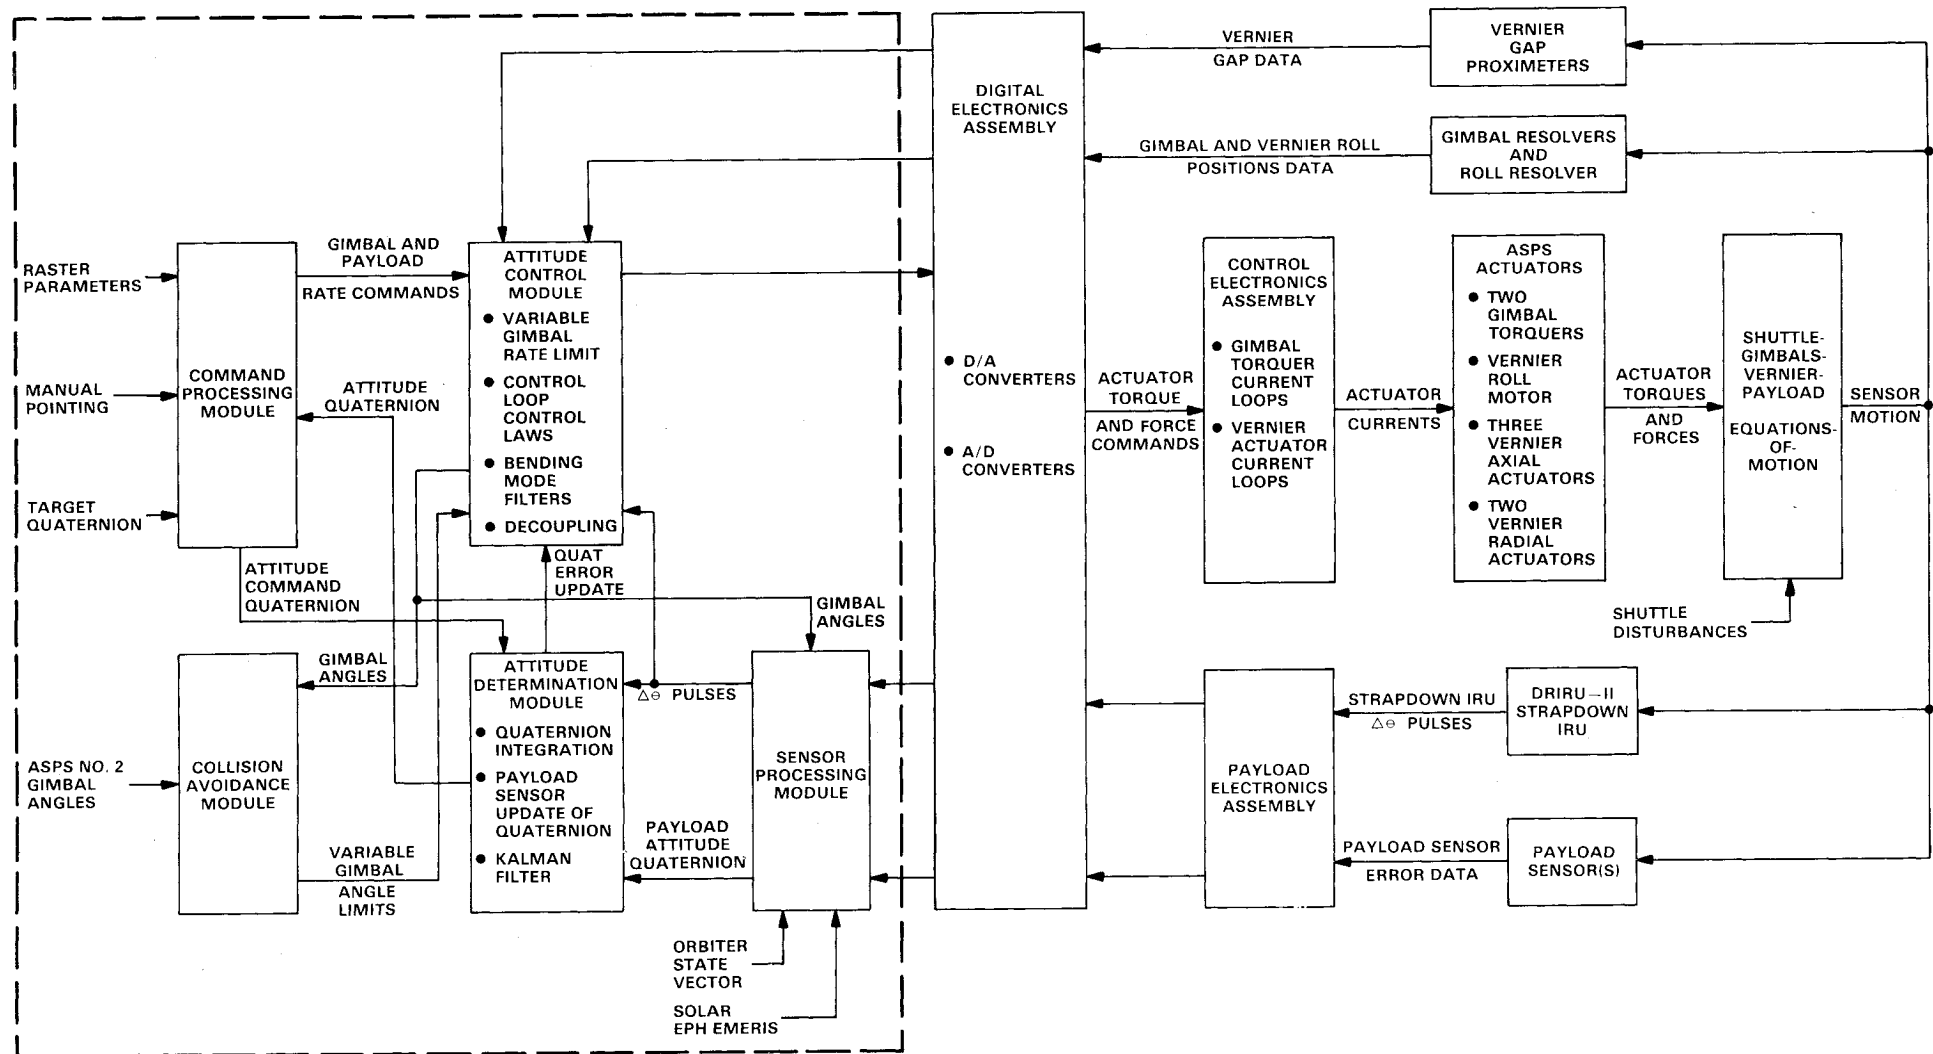 VERNIER
GAP DATA
VERNIER
GAP
PROXIMETERS
DIGITAL
ELECTRONICS
ASSEMBLY
● D/A
CONVERTERS
● A/D
CONVERTERS
GIMBAL AND VERNIER ROLL
POSITIONS DATA
GIMBAL RESOLVERS
AND
ROLL RESOLVER
RASTER
PARAMETERS
MANUAL
POINTING
TARGET
QUATERNION
COMMAND
PROCESSING
MODULE
GIMBAL AND
PAYLOAD
RATE COMMANDS
ATTITUDE
QUATERNION
ATTITUDE
CONTROL
MODULE
● VARIABLE
GIMBAL
RATE LIMIT
● CONTROL
LOOP
CONTROL
LAWS
● BENDING
MODE
FILTERS
● DECOUPLING
ACTUATOR
TORQUE
AND FORCE
COMMANDS
CONTROL
ELECTRONICS
ASSEMBLY
● GIMBAL
TORQUER
CURRENT
LOOPS
● VERNIER
ACTUATOR
CURRENT
LOOPS
ACTUATOR
CURRENTS
ASPS
ACTUATORS
● TWO
GIMBAL
TORQUERS
● VERNIER
ROLL
MOTOR
● THREE
VERNIER
AXIAL
ACTUATORS
● TWO
VERNIER
RADIAL
ACTUATORS
ACTUATOR
TORQUES
AND
FORCES
SHUTTLE-
GIMBALS-
VERNIER-
PAYLOAD
EQUATIONS-
OF-
MOTION
SENSOR
MOTION
SHUTTLE
DISTURBANCES
ATTITUDE
COMMAND
QUATERNION
QUAT
ERROR
UPDATE
GIMBAL
ANGLES
GIMBAL
ANGLES
ASPS NO. 2
GIMBAL
ANGLES
COLLISION
AVOIDANCE
MODULE
VARIABLE
GIMBAL
ANGLE
LIMITS
ATTITUDE
DETERMINATION
MODULE
● QUATERNION
INTEGRATION
● PAYLOAD
SENSOR
UPDATE OF
QUATERNION
● KALMAN
FILTER
△⊖ PULSES
PAYLOAD
ATTITUDE
QUATERNION
SENSOR
PROCESSING
MODULE
ORBITER
STATE
VECTOR
SOLAR
EPH EMERIS
PAYLOAD
ELECTRONICS
ASSEMBLY
STRAPDOWN IRU
△⊖ PULSES
DRIRU–II
STRAPDOWN
IRU
PAYLOAD SENSOR
ERROR DATA
PAYLOAD
SENSOR(S)